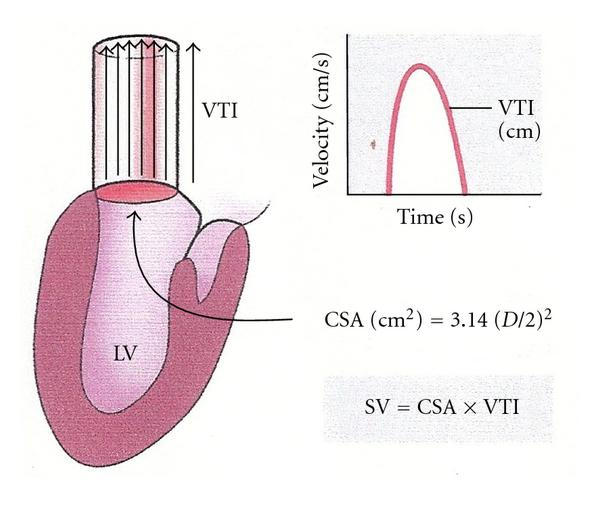 VTI
Velocity (cm/s)
VTI
(cm)
Time (s)
CSA (cm²) = 3.14 (D/2)²
LV
SV = CSA × VTI